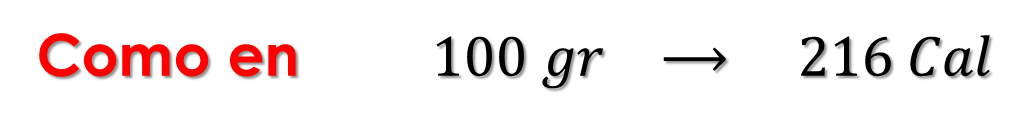 Como en 100 gr → 216 Cal